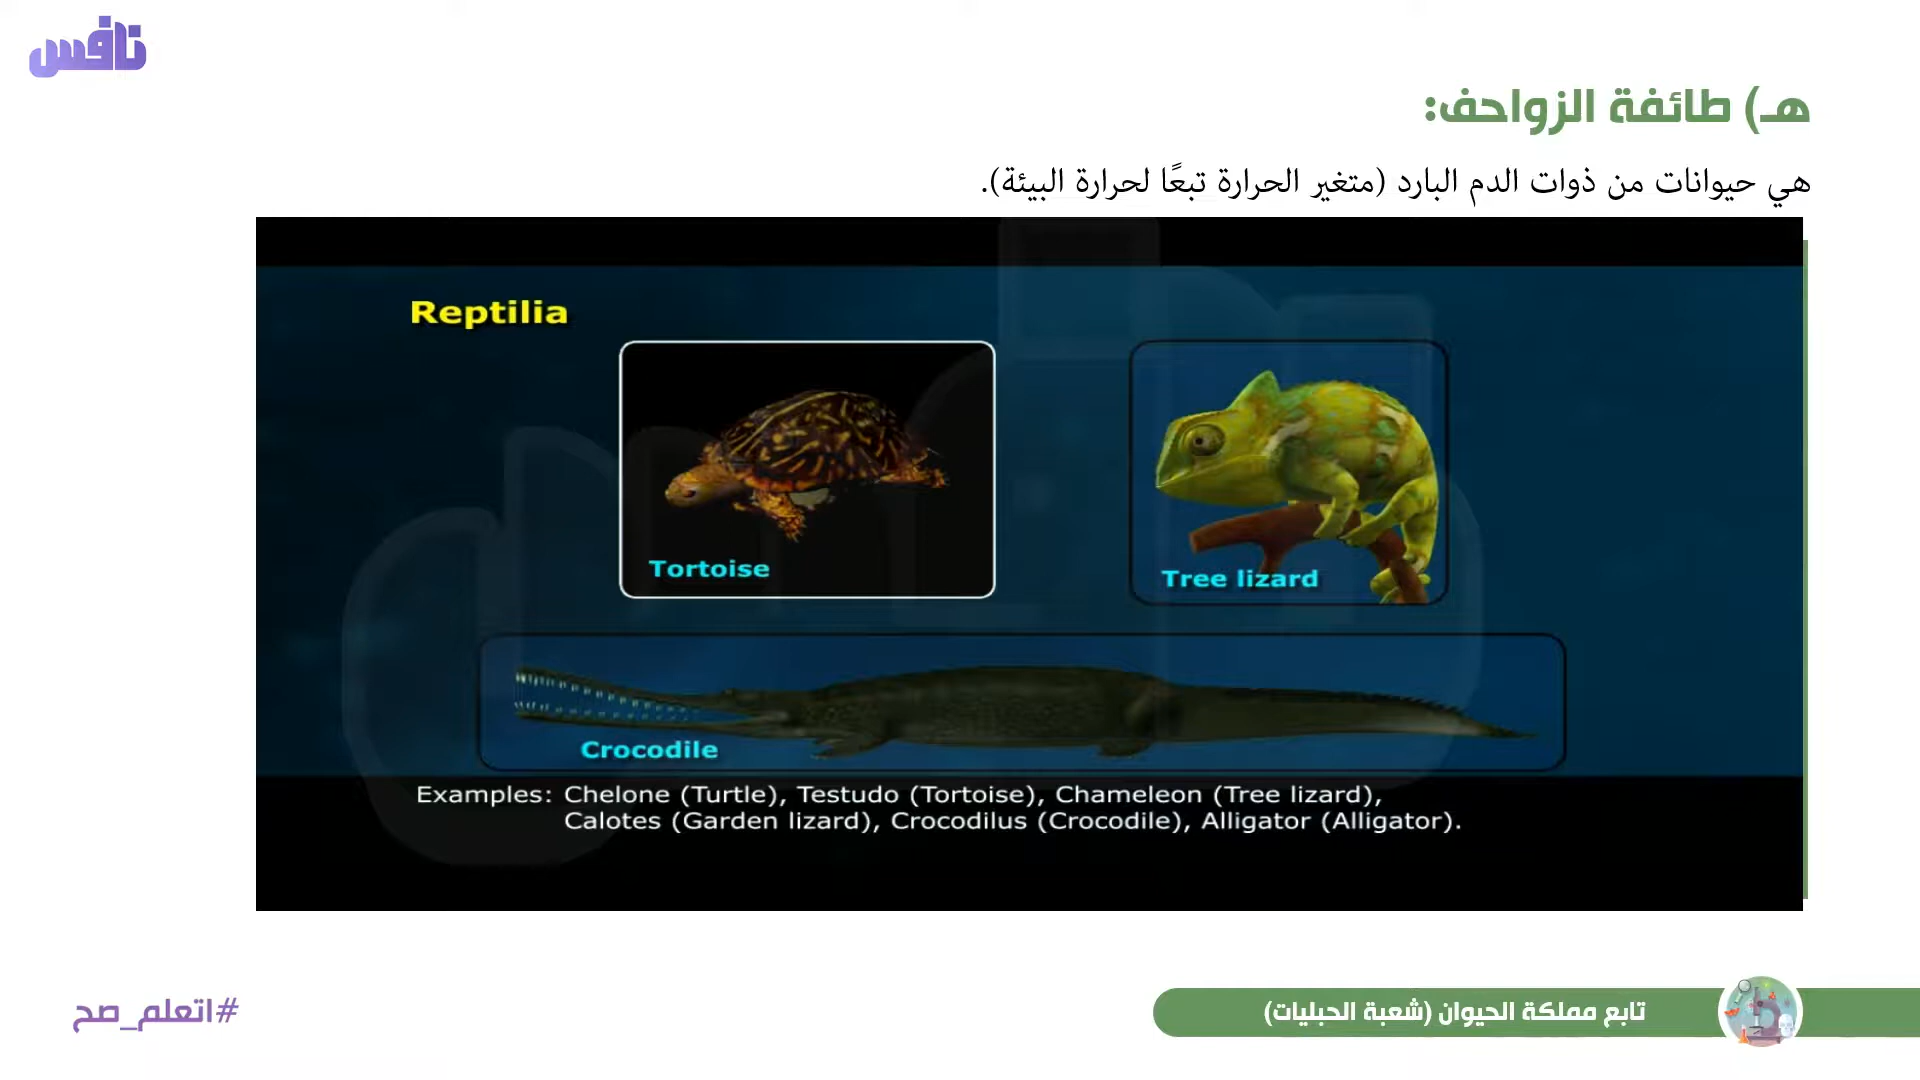 نافس
هـ) طائفة الزواحف:
هي حيوانات من ذوات الدم البارد (متغير الحرارة تبعًا لحرارة البيئة).
Reptilia
Tortoise
Tree lizard
Crocodile
Examples: Chelone (Turtle), Testudo (Tortoise), Chameleon (Tree lizard),
Calotes (Garden lizard), Crocodilus (Crocodile), Alligator (Alligator).
تابع مملكة الحيوان (شعبة الحبليات)
#اتعلم_صح